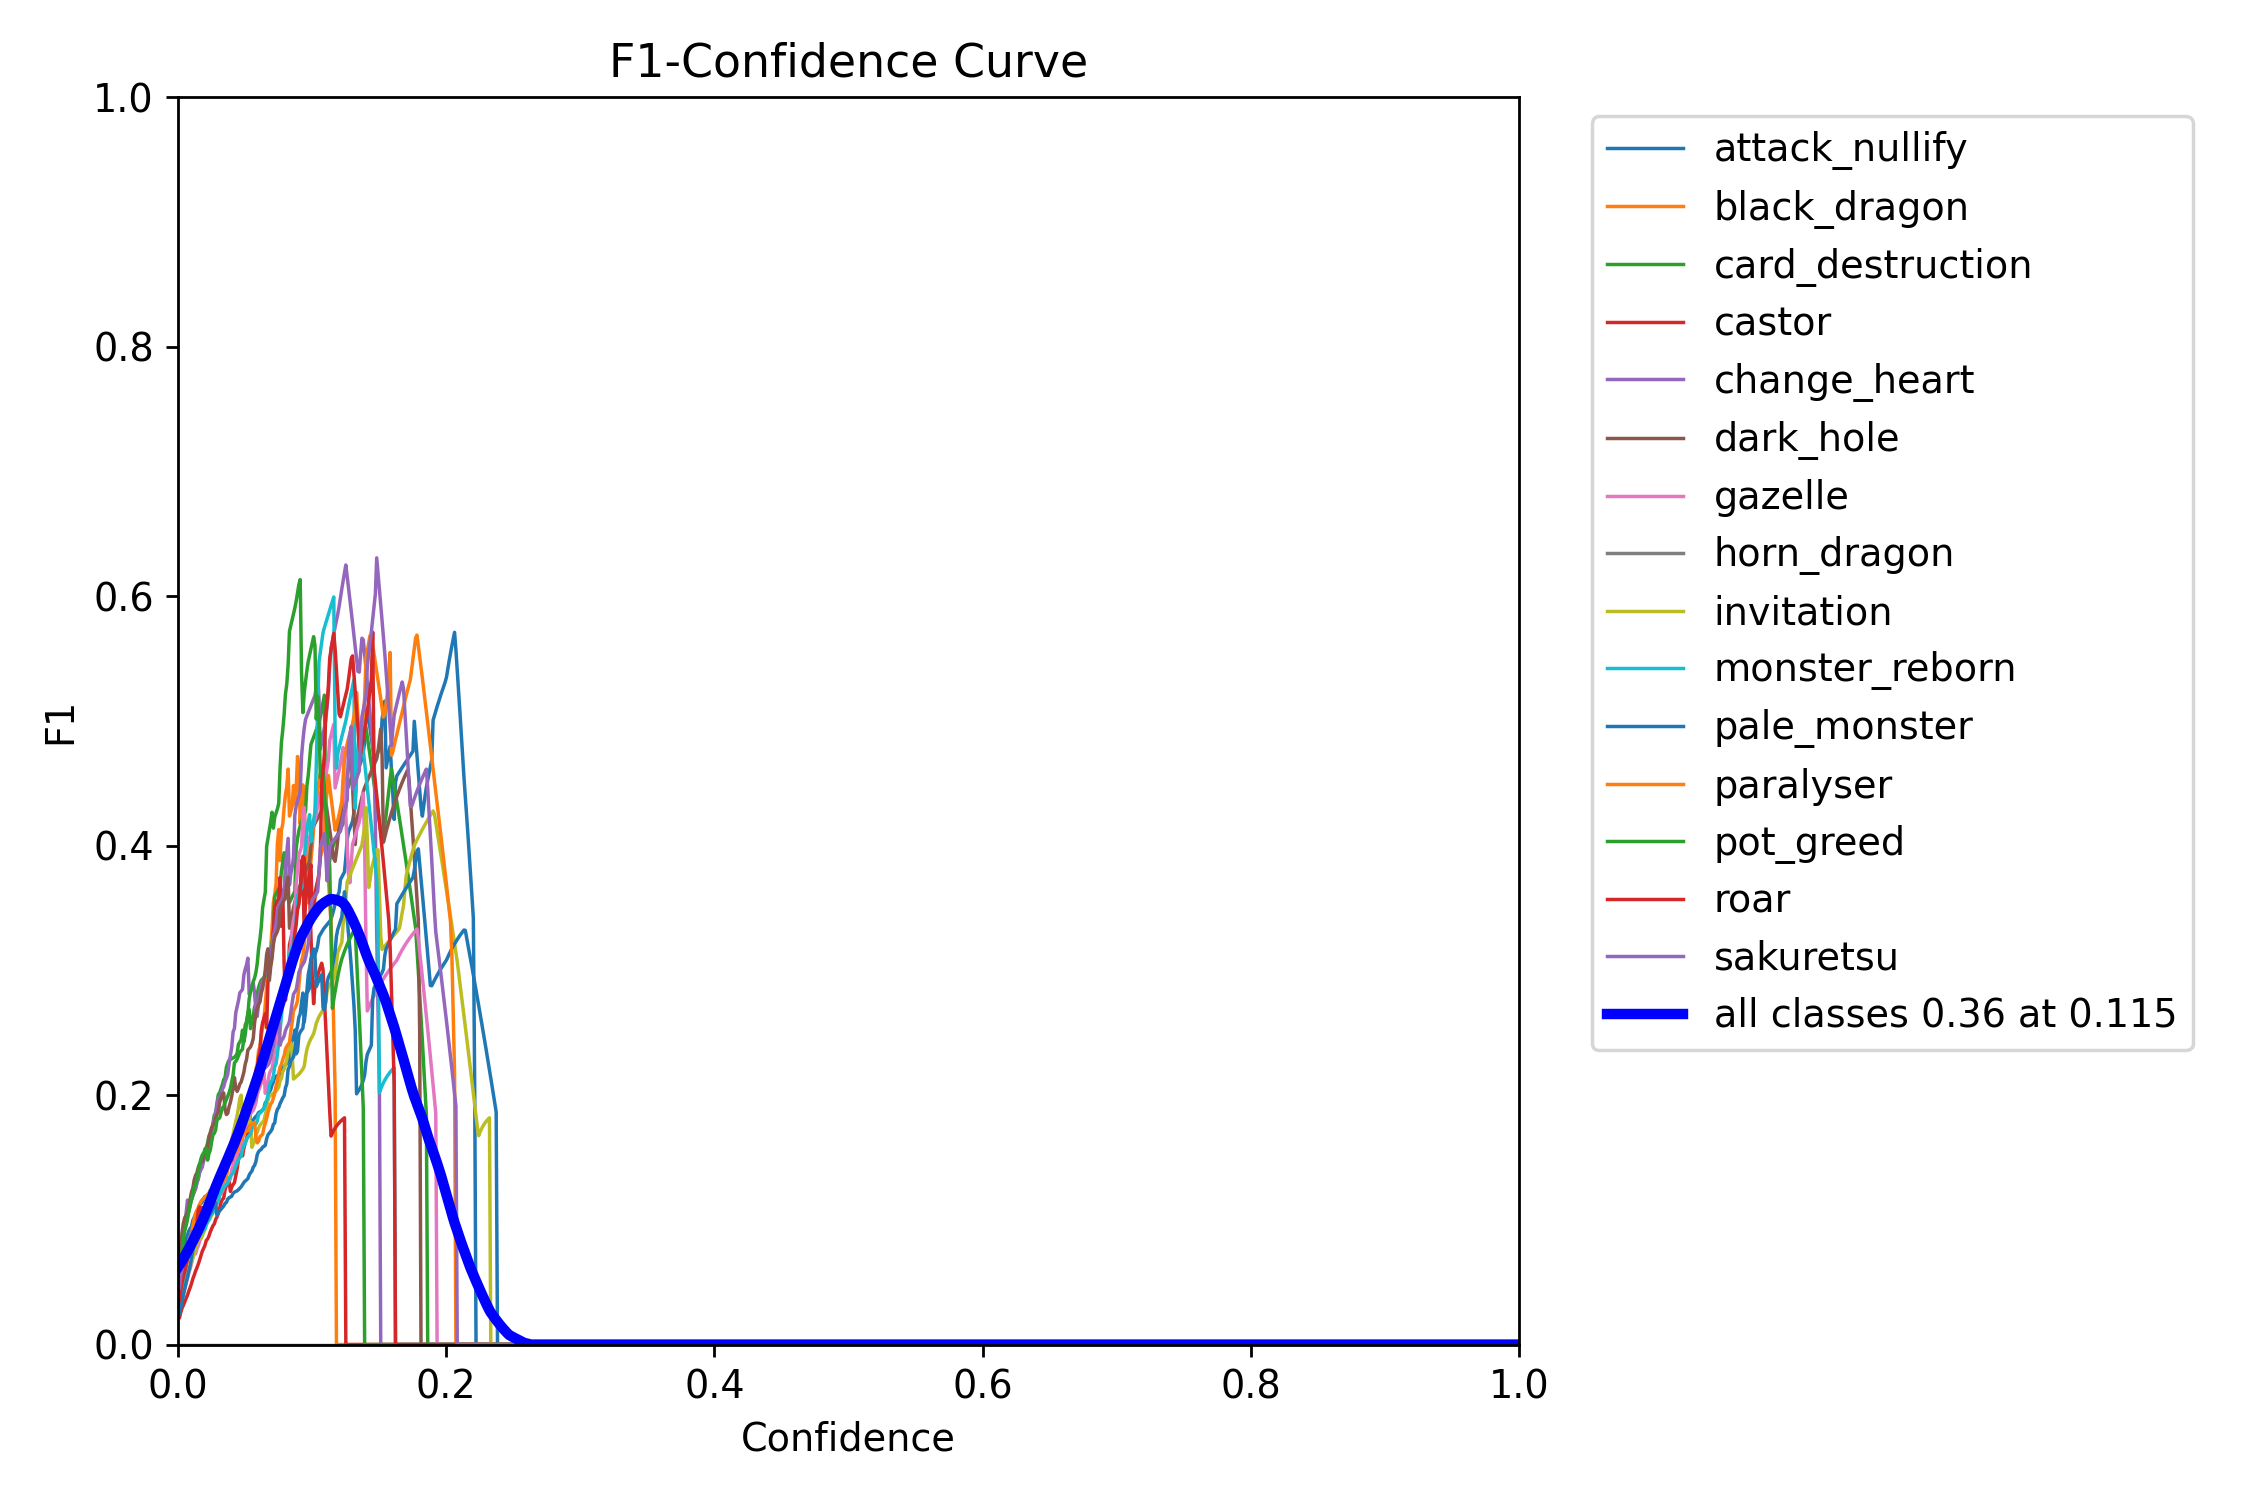 F1-Confidence Curve
1.0
0.8
0.6
0.4
0.2
0.0
F1
0.0 0.2 0.4 0.6 0.8 1.0
Confidence
attack_nullify
black_dragon
card_destruction
castor
change_heart
dark_hole
gazelle
horn_dragon
invitation
monster_reborn
pale_monster
paralyser
pot_greed
roar
sakuretsu
all classes 0.36 at 0.115